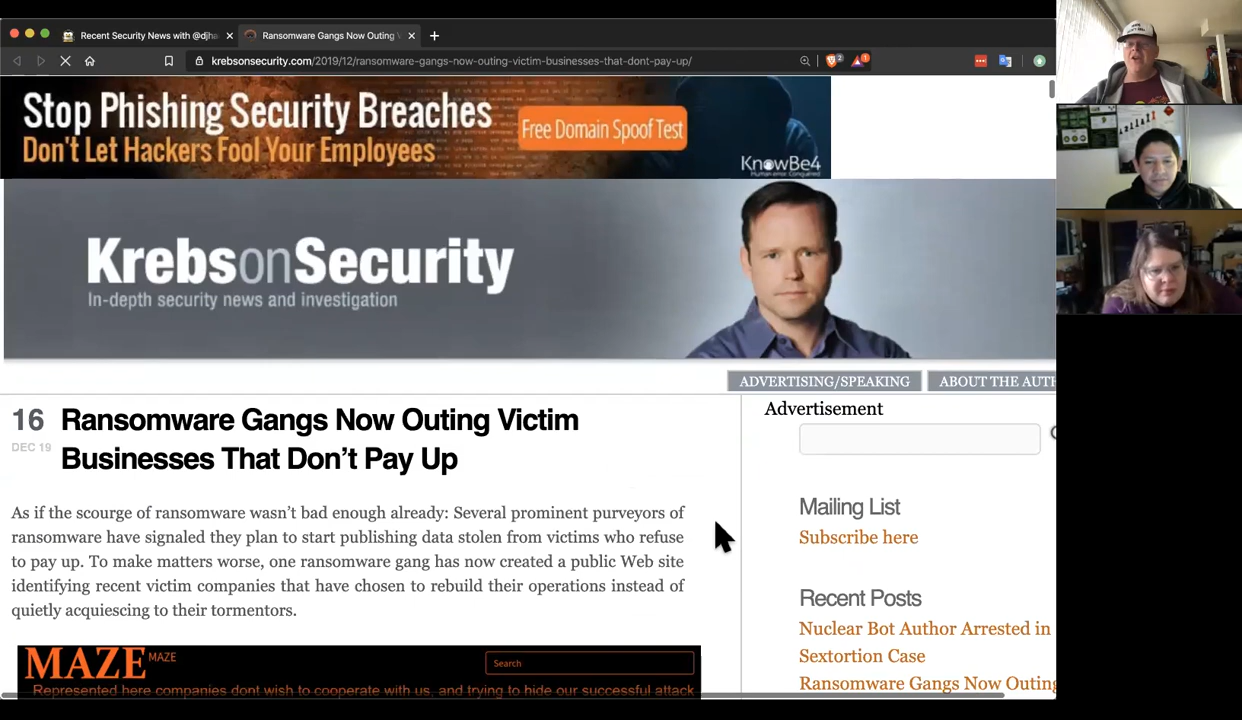 Recent Security News with @djha
Ransomware Gangs Now Outing V
krebsonsecurity.com/2019/12/ransomware-gangs-now-outing-victim-businesses-that-dont-pay-up/
Stop Phishing Security Breaches
Don't Let Hackers Fool Your Employees
Free Domain Spoof Test
KnowBe4
Human error. Conquered.
KrebsonSecurity
In-depth security news and investigation
ADVERTISING/SPEAKING
ABOUT THE AUTH
16
DEC 19
Ransomware Gangs Now Outing Victim
Businesses That Don’t Pay Up
As if the scourge of ransomware wasn’t bad enough already: Several prominent purveyors of
ransomware have signaled they plan to start publishing data stolen from victims who refuse
to pay up. To make matters worse, one ransomware gang has now created a public Web site
identifying recent victim companies that have chosen to rebuild their operations instead of
quietly acquiescing to their tormentors.
MAZE MAZE
Search
Represented here companies dont wish to cooperate with us, and trying to hide our successful attack
Advertisement
Mailing List
Subscribe here
Recent Posts
Nuclear Bot Author Arrested in
Sextortion Case
Ransomware Gangs Now Outing